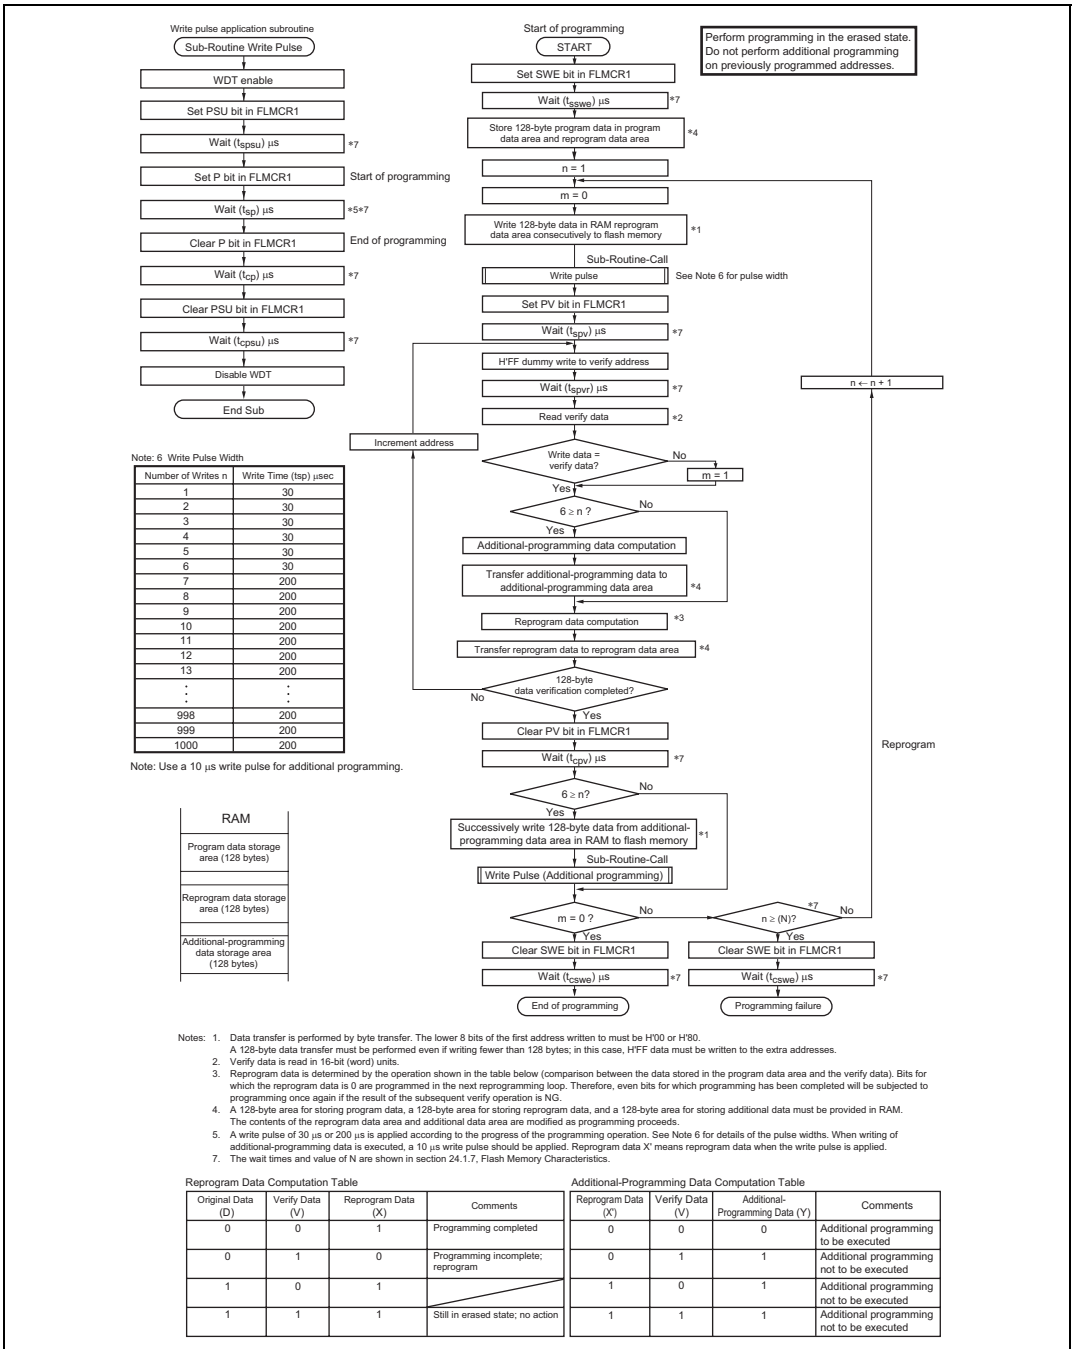 Write pulse application subroutine
Sub-Routine Write Pulse
WDT enable
Set PSU bit in FLMCR1
Wait (tspsu) μs
*7
Set P bit in FLMCR1
Start of programming
Wait (tsp) μs
*5*7
Clear P bit in FLMCR1
End of programming
Wait (tcp) μs
*7
Clear PSU bit in FLMCR1
Wait (tcpsu) μs
*7
Disable WDT
End Sub
Note: 6 Write Pulse Width
Number of Writes n Write Time (tsp) μsec
1 30
2 30
3 30
4 30
5 30
6 30
7 200
8 200
9 200
10 200
11 200
12 200
13 200
998 200
999 200
1000 200
Note: Use a 10 μs write pulse for additional programming.
RAM
Program data storage
area (128 bytes)
Reprogram data storage
area (128 bytes)
Additional-programming
data storage area
(128 bytes)
Start of programming
START
Set SWE bit in FLMCR1
Wait (tsswe) μs
*7
Store 128-byte program data in program
data area and reprogram data area
*4
n = 1
m = 0
Write 128-byte data in RAM reprogram
data area consecutively to flash memory
*1
Sub-Routine-Call
Write pulse
See Note 6 for pulse width
Set PV bit in FLMCR1
Wait (tspv) μs
*7
H'FF dummy write to verify address
Wait (tspvr) μs
*7
Read verify data
*2
Increment address
Write data =
verify data?
No
m = 1
Yes
6 ≥ n ?
No
Yes
Additional-programming data computation
Transfer additional-programming data to
additional-programming data area
*4
Reprogram data computation
*3
Transfer reprogram data to reprogram data area
*4
128-byte
data verification completed?
No
Yes
Clear PV bit in FLMCR1
Wait (tcpv) μs
*7
6 ≥ n?
No
Yes
Successively write 128-byte data from additional-
programming data area in RAM to flash memory
*1
Sub-Routine-Call
Write Pulse (Additional programming)
m = 0 ?
No
Yes
Clear SWE bit in FLMCR1
Wait (tcswe) μs
*7
End of programming
*7
n ≥ (N)?
No
Yes
Clear SWE bit in FLMCR1
Wait (tcswe) μs
*7
Programming failure
n ← n + 1
Reprogram
Perform programming in the erased state.
Do not perform additional programming
on previously programmed addresses.
Notes: 1. Data transfer is performed by byte transfer. The lower 8 bits of the first address written to must be H'00 or H'80.
A 128-byte data transfer must be performed even if writing fewer than 128 bytes; in this case, H'FF data must be written to the extra addresses.
2. Verify data is read in 16-bit (word) units.
3. Reprogram data is determined by the operation shown in the table below (comparison between the data stored in the program data area and the verify data). Bits for
which the reprogram data is 0 are programmed in the next reprogramming loop. Therefore, even bits for which programming has been completed will be subjected to
programming once again if the result of the subsequent verify operation is NG.
4. A 128-byte area for storing program data, a 128-byte area for storing reprogram data, and a 128-byte area for storing additional data must be provided in RAM.
The contents of the reprogram data area and additional data area are modified as programming proceeds.
5. A write pulse of 30 μs or 200 μs is applied according to the progress of the programming operation. See Note 6 for details of the pulse widths. When writing of
additional-programming data is executed, a 10 μs write pulse should be applied. Reprogram data X' means reprogram data when the write pulse is applied.
7. The wait times and value of N are shown in section 24.1.7, Flash Memory Characteristics.
Reprogram Data Computation Table
Original Data Verify Data Reprogram Data Comments
(D) (V) (X)
0 0 1 Programming completed
0 1 0 Programming incomplete;
reprogram
1 0 1
1 1 1 Still in erased state; no action
Additional-Programming Data Computation Table
Reprogram Data Verify Data Additional- Comments
(X') (V) Programming Data (Y)
0 0 0 Additional programming
to be executed
0 1 1 Additional programming
not to be executed
1 0 1 Additional programming
not to be executed
1 1 1 Additional programming
not to be executed